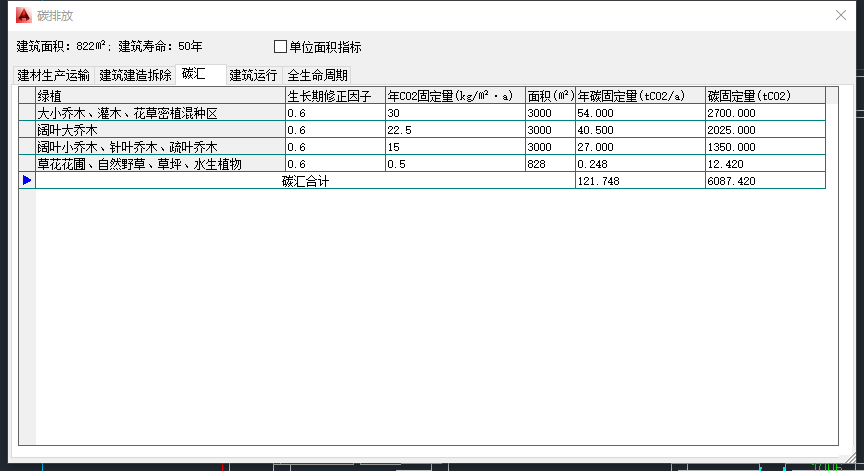 碳排放
建筑面积: 822㎡; 建筑寿命: 50年 单位面积指标
建材生产运输 建筑建造拆除 碳汇 建筑运行 全生命周期
绿植 生长期修正因子 年CO2固定量(kg/㎡·a) 面积(㎡) 年碳固定量(tCO2/a) 碳固定量(tCO2)
大小乔木、灌木、花草密植混种区 0.6 30 3000 54.000 2700.000
阔叶大乔木 0.6 22.5 3000 40.500 2025.000
阔叶小乔木、针叶乔木、疏叶乔木 0.6 15 3000 27.000 1350.000
草花花圃、自然野草、草坪、水生植物 0.6 0.5 828 0.248 12.420
碳汇合计 121.748 6087.420